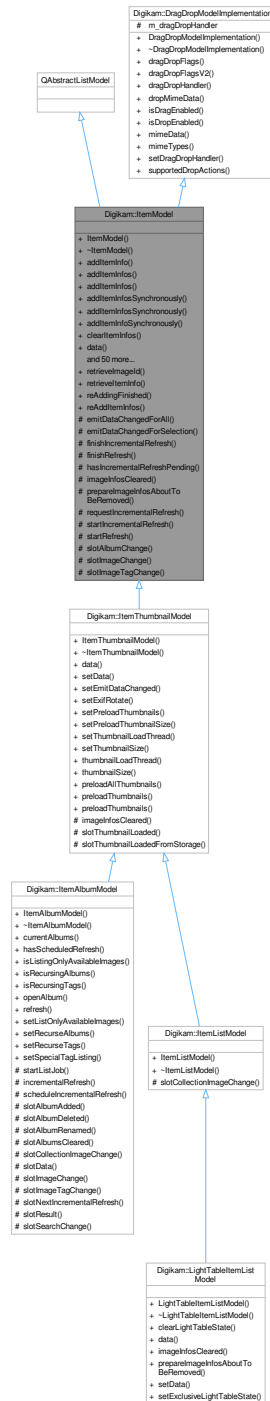 Digikam::DragDropModelImplementation
# m_dragDropHandler
+ DragDropModelImplementation()
+ ~DragDropModelImplementation()
+ dragDropFlags()
+ dragDropFlagsV2()
+ dragDropHandler()
+ dropMimeData()
+ isDragEnabled()
+ isDropEnabled()
+ mimeData()
+ mimeTypes()
+ setDragDropHandler()
+ supportedDropActions()
QAbstractListModel
Digikam::ItemModel
+ ItemModel()
+ ~ItemModel()
+ addItemInfo()
+ addItemInfos()
+ addItemInfos()
+ addItemInfosSynchronously()
+ addItemInfosSynchronously()
+ addItemInfoSynchronously()
+ clearItemInfos()
+ data()
and 50 more...
+ retrieveImageId()
+ retrieveItemInfo()
+ reAddingFinished()
+ reAddItemInfos()
# emitDataChangedForAll()
# emitDataChangedForSelection()
# finishIncrementalRefresh()
# finishRefresh()
# hasIncrementalRefreshPending()
# imageInfosCleared()
# prepareImageInfosAboutTo
BeRemoved()
# requestIncrementalRefresh()
# startIncrementalRefresh()
# startRefresh()
# slotAlbumChange()
# slotImageChange()
# slotImageTagChange()
Digikam::ItemThumbnailModel
+ ItemThumbnailModel()
+ ~ItemThumbnailModel()
+ data()
+ setData()
+ setEmitDataChanged()
+ setExifRotate()
+ setPreloadThumbnails()
+ setPreloadThumbnailSize()
+ setThumbnailLoadThread()
+ setThumbnailSize()
+ thumbnailLoadThread()
+ thumbnailSize()
+ preloadAllThumbnails()
+ preloadThumbnails()
+ preloadThumbnails()
# imageInfosCleared()
# slotThumbnailLoaded()
# slotThumbnailLoadedFromStorage()
Digikam::ItemAlbumModel
+ ItemAlbumModel()
+ ~ItemAlbumModel()
+ currentAlbums()
+ hasScheduledRefresh()
+ isListingOnlyAvailableImages()
+ isRecursingAlbums()
+ isRecursingTags()
+ openAlbum()
+ refresh()
+ setListOnlyAvailableImages()
+ setRecurseAlbums()
+ setRecurseTags()
+ setSpecialTagListing()
# startListJob()
# incrementalRefresh()
# scheduleIncrementalRefresh()
# slotAlbumAdded()
# slotAlbumDeleted()
# slotAlbumRenamed()
# slotAlbumsCleared()
# slotCollectionImageChange()
# slotData()
# slotImageChange()
# slotImageTagChange()
# slotNextIncrementalRefresh()
# slotResult()
# slotSearchChange()
Digikam::ItemListModel
+ ItemListModel()
+ ~ItemListModel()
# slotCollectionImageChange()
Digikam::LightTableItemList
Model
+ LightTableItemListModel()
+ ~LightTableItemListModel()
+ clearLightTableState()
+ data()
+ imageInfosCleared()
+ prepareImageInfosAboutTo
BeRemoved()
+ setData()
+ setExclusiveLightTableState()